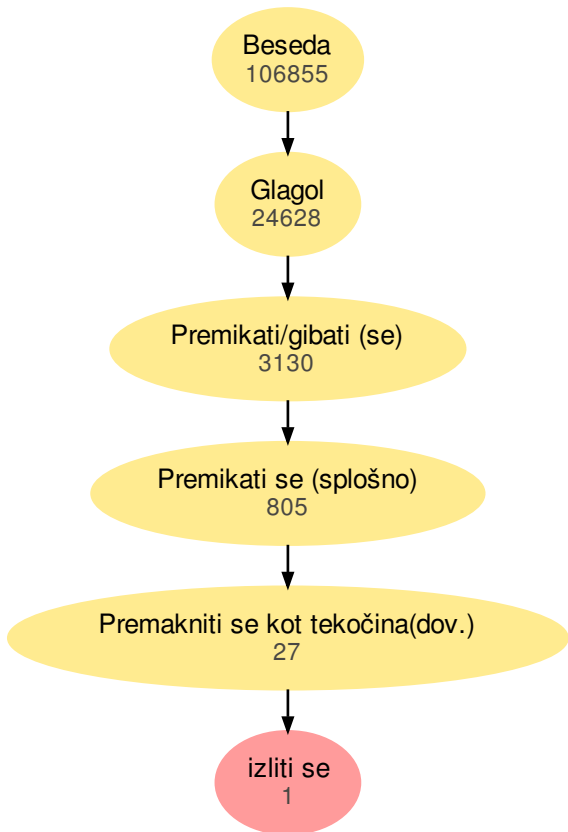 Beseda
106855
Glagol
24628
Premikati/gibati (se)
3130
Premikati se (splošno)
805
Premakniti se kot tekočina(dov.)
27
izliti se
1